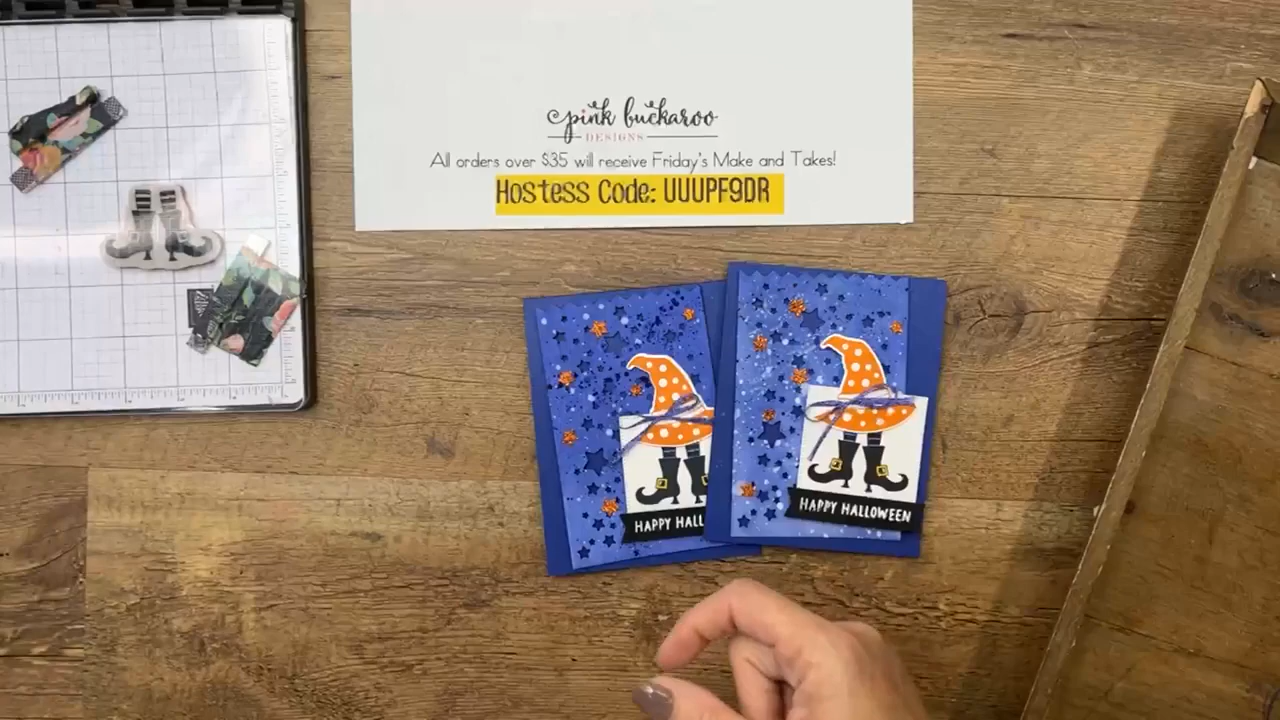 pink buckaroo
DESIGNS
All orders over $35 will receive Friday's Make and Takes!
Hostess Code: UUUPF9DR
HAPPY HALL
HAPPY HALLOWEEN